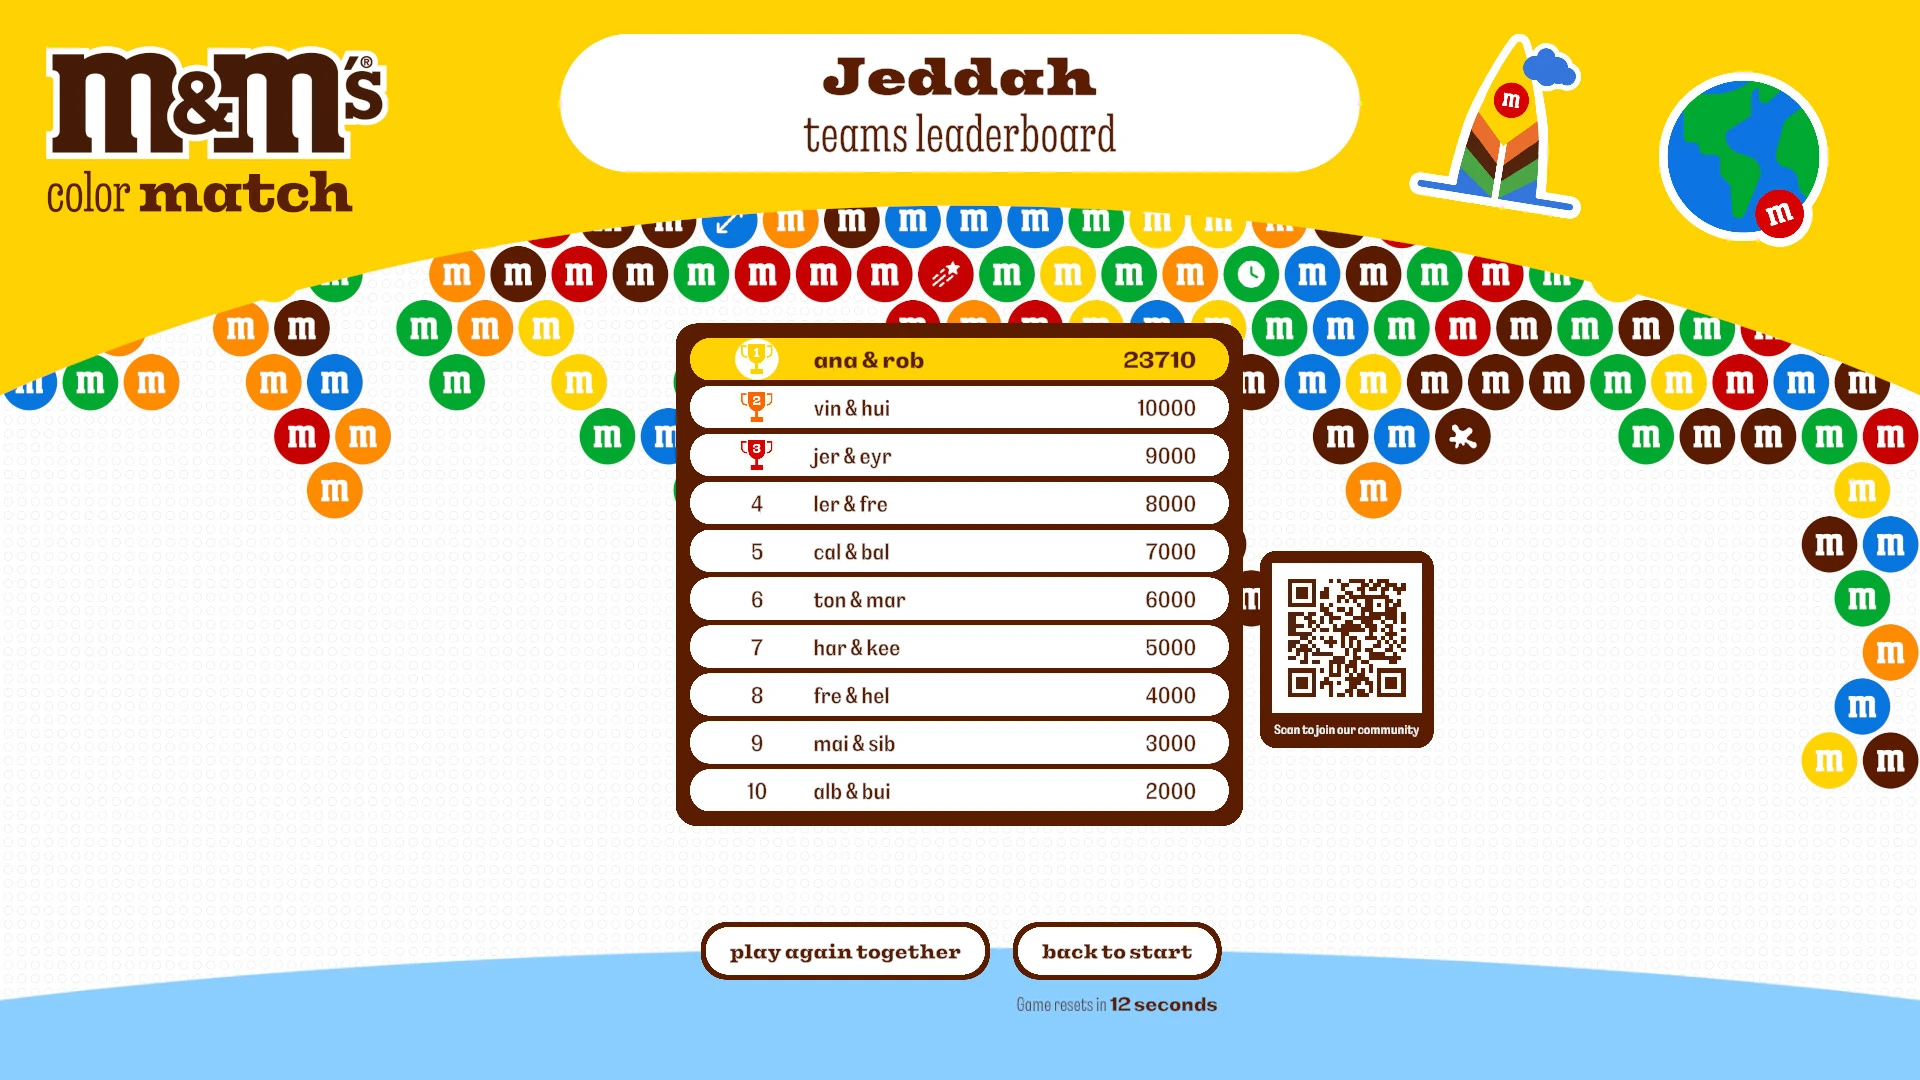 m&m's®
color match
Jeddah
teams leaderboard
1 ana & rob 23710
2 vin & hui 10000
3 jer & eyr 9000
4 ler & fre 8000
5 cal & bal 7000
6 ton & mar 6000
7 har & kee 5000
8 fre & hel 4000
9 mai & sib 3000
10 alb & bui 2000
Scan to join our community
play again together
back to start
Game resets in 12 seconds